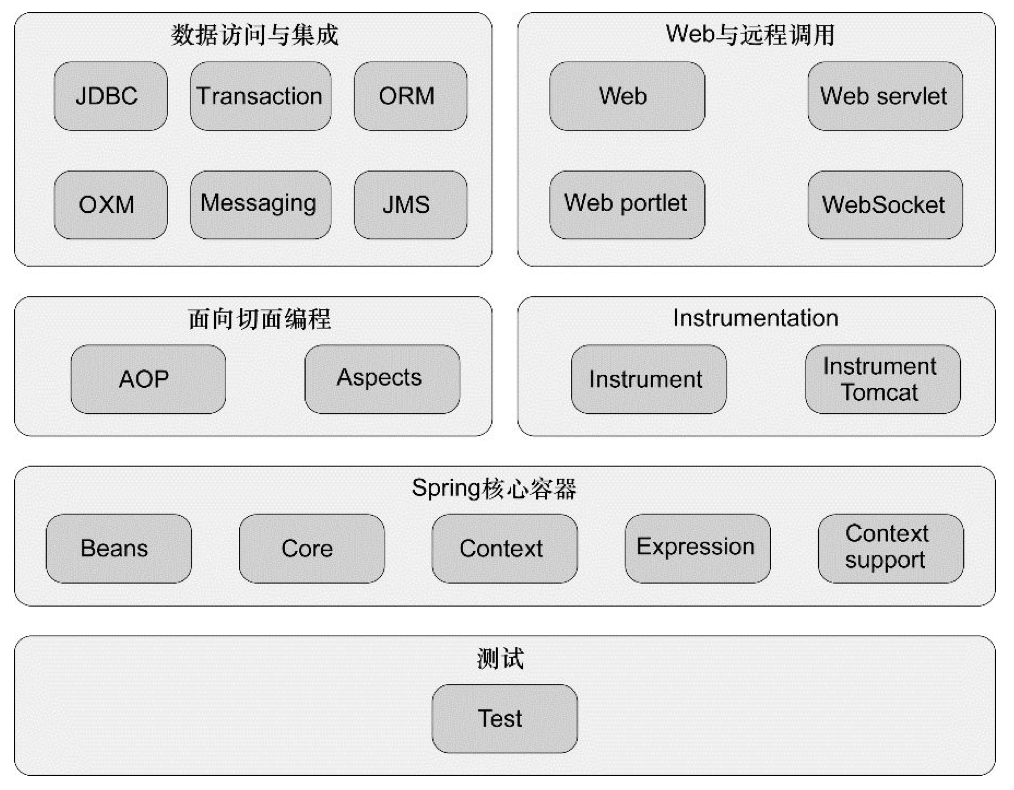 数据访问与集成
JDBC
Transaction
ORM
OXM
Messaging
JMS
Web与远程调用
Web
Web servlet
Web portlet
WebSocket
面向切面编程
AOP
Aspects
Instrumentation
Instrument
Instrument
Tomcat
Spring核心容器
Beans
Core
Context
Expression
Context
support
测试
Test